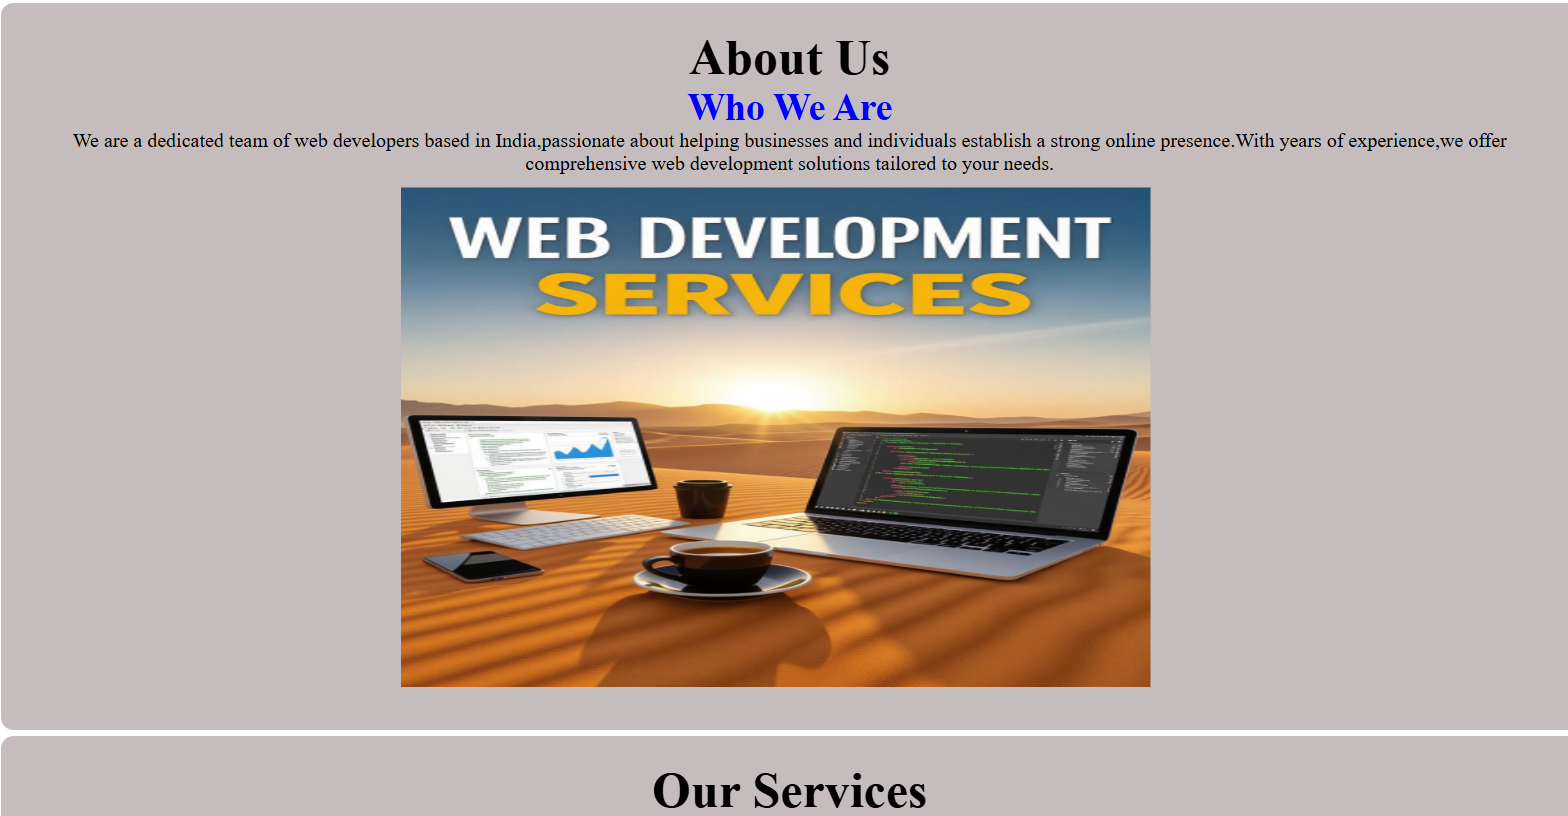 About Us
Who We Are
We are a dedicated team of web developers based in India,passionate about helping businesses and individuals establish a strong online presence.With years of experience,we offer
comprehensive web development solutions tailored to your needs.
WEB DEVELOPMENT
SERVICES
Our Services